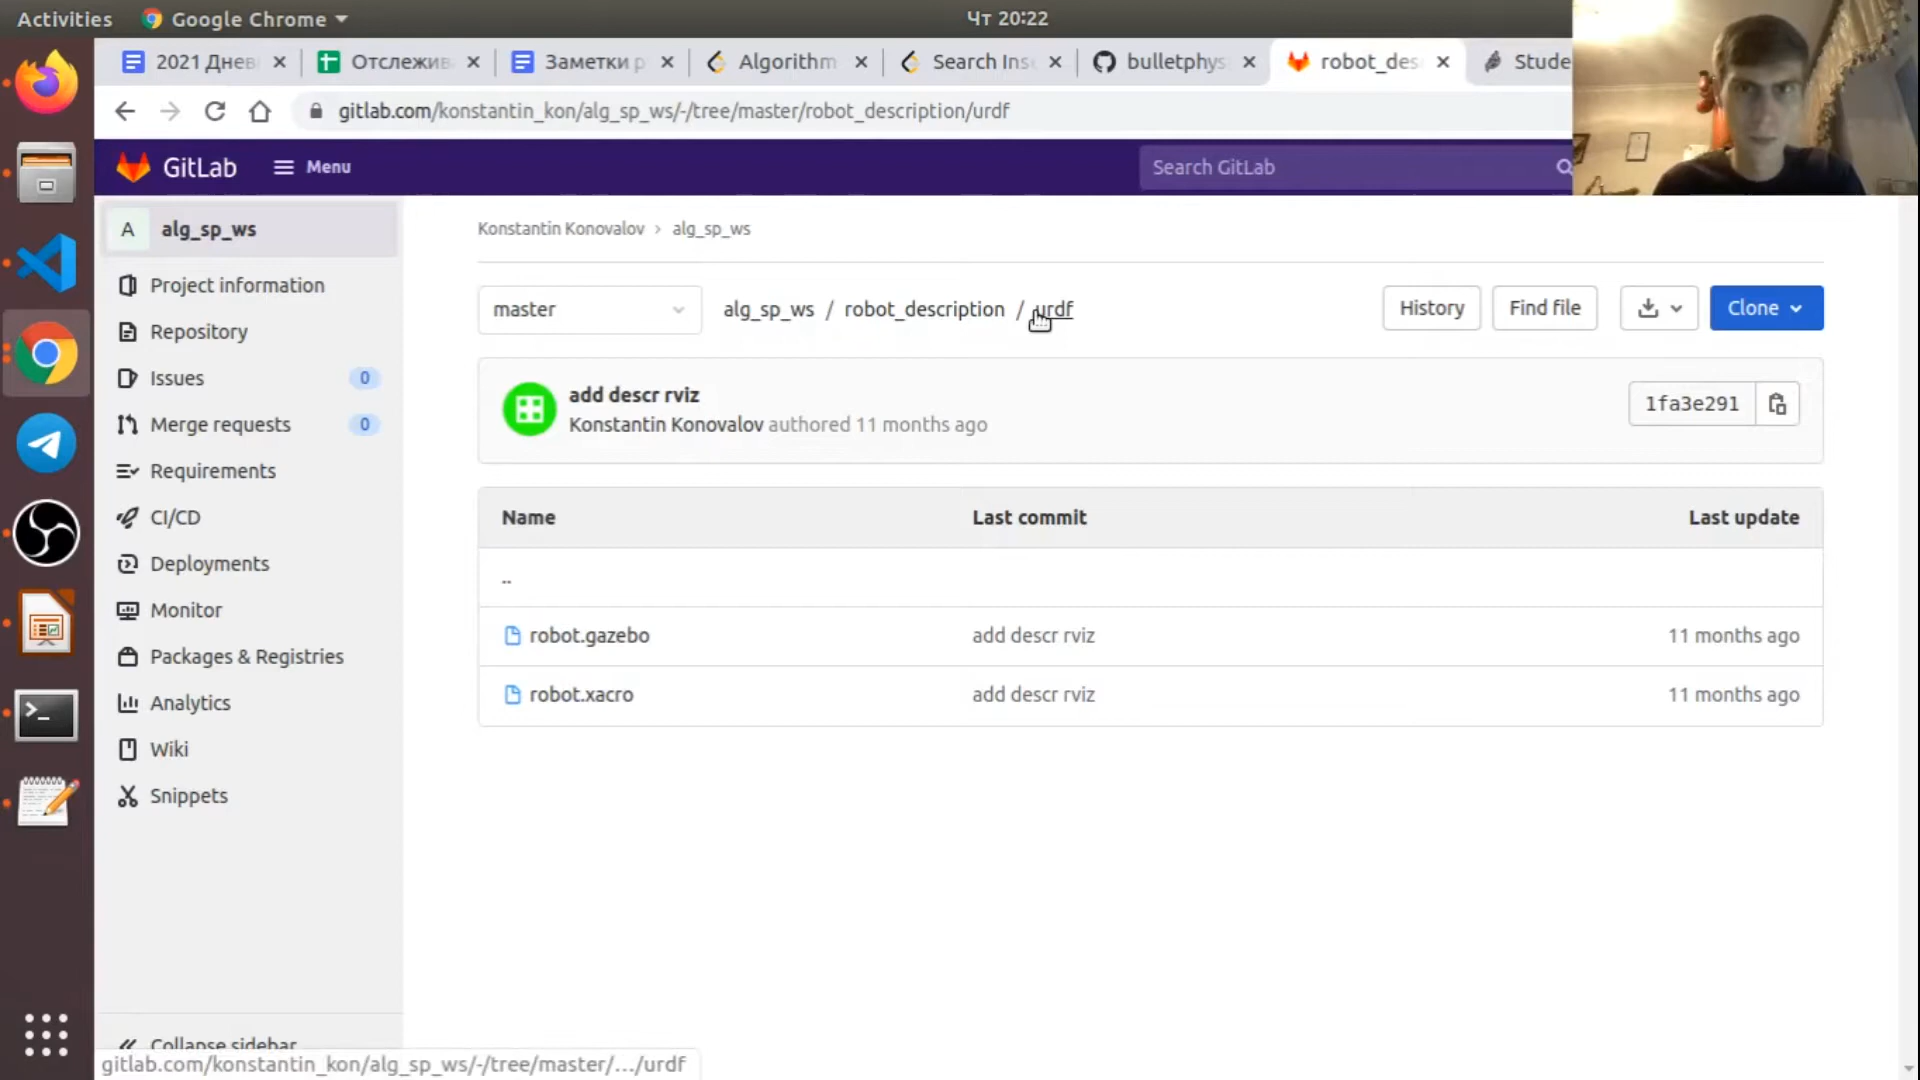 Activities
Google Chrome
Чт 20:22
2021 Днев
Отслежив
Заметки р
Algorithm
Search Ins
bulletphys
robot_des
Stude
gitlab.com/konstantin_kon/alg_sp_ws/-/tree/master/robot_description/urdf
GitLab
Menu
Search GitLab
A
alg_sp_ws
Project information
Repository
Issues 0
Merge requests 0
Requirements
CI/CD
Deployments
Monitor
Packages & Registries
Analytics
Wiki
Snippets
Collapse sidebar
Konstantin Konovalov > alg_sp_ws
master
alg_sp_ws / robot_description / urdf
History
Find file
Clone
add descr rviz
Konstantin Konovalov authored 11 months ago
1fa3e291
Name Last commit Last update
..
robot.gazebo add descr rviz 11 months ago
robot.xacro add descr rviz 11 months ago
gitlab.com/konstantin_kon/alg_sp_ws/-/tree/master/.../urdf